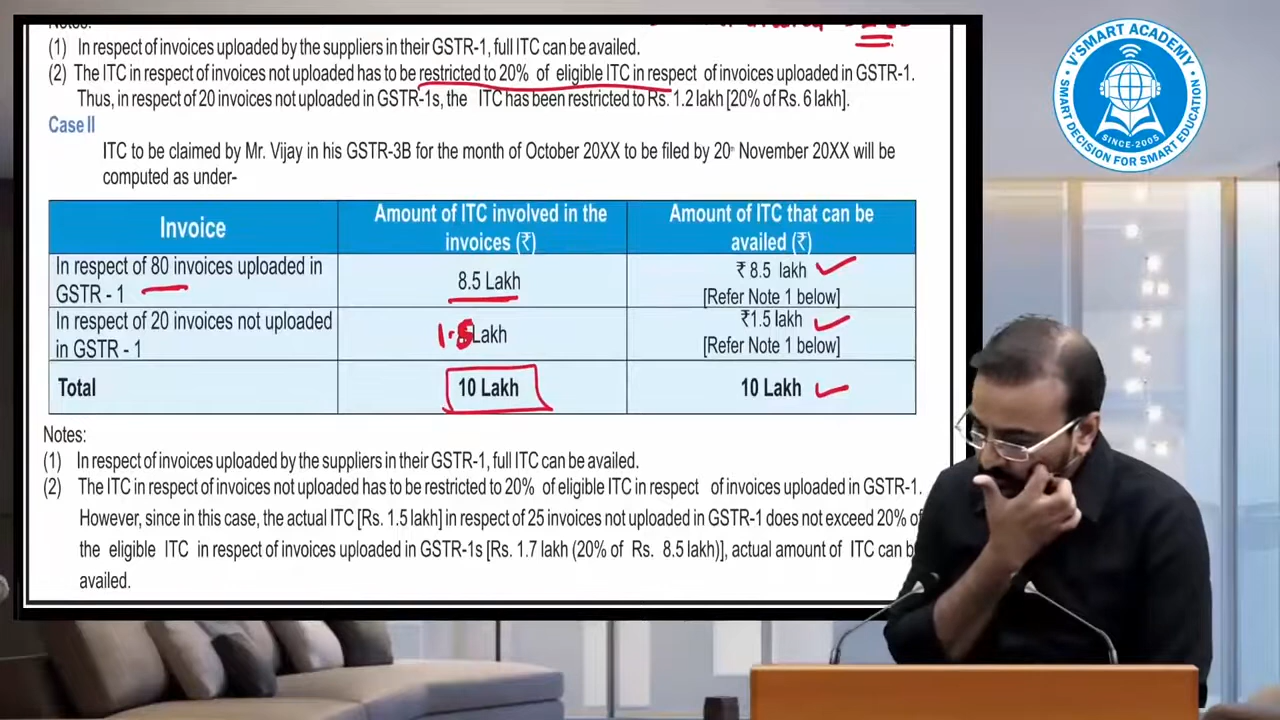 (1) In respect of invoices uploaded by the suppliers in their GSTR-1, full ITC can be availed.
(2) The ITC in respect of invoices not uploaded has to be restricted to 20% of eligible ITC in respect of invoices uploaded in GSTR-1.
Thus, in respect of 20 invoices not uploaded in GSTR-1s, the ITC has been restricted to Rs. 1.2 lakh [20% of Rs. 6 lakh].
Case II
ITC to be claimed by Mr. Vijay in his GSTR-3B for the month of October 20XX to be filed by 20th November 20XX will be
computed as under-
Invoice
Amount of ITC involved in the
invoices (₹)
Amount of ITC that can be
availed (₹)
In respect of 80 invoices uploaded in
GSTR - 1
8.5 Lakh
₹ 8.5 lakh
[Refer Note 1 below]
In respect of 20 invoices not uploaded
in GSTR - 1
1.5 Lakh
₹1.5 lakh
[Refer Note 1 below]
Total
10 Lakh
10 Lakh
Notes:
(1) In respect of invoices uploaded by the suppliers in their GSTR-1, full ITC can be availed.
(2) The ITC in respect of invoices not uploaded has to be restricted to 20% of eligible ITC in respect of invoices uploaded in GSTR-1.
However, since in this case, the actual ITC [Rs. 1.5 lakh] in respect of 25 invoices not uploaded in GSTR-1 does not exceed 20% of
the eligible ITC in respect of invoices uploaded in GSTR-1s [Rs. 1.7 lakh (20% of Rs. 8.5 lakh)], actual amount of ITC can b
availed.
V'SMART ACADEMY
SMART DECISION FOR SMART EDUCATION
SINCE-2005